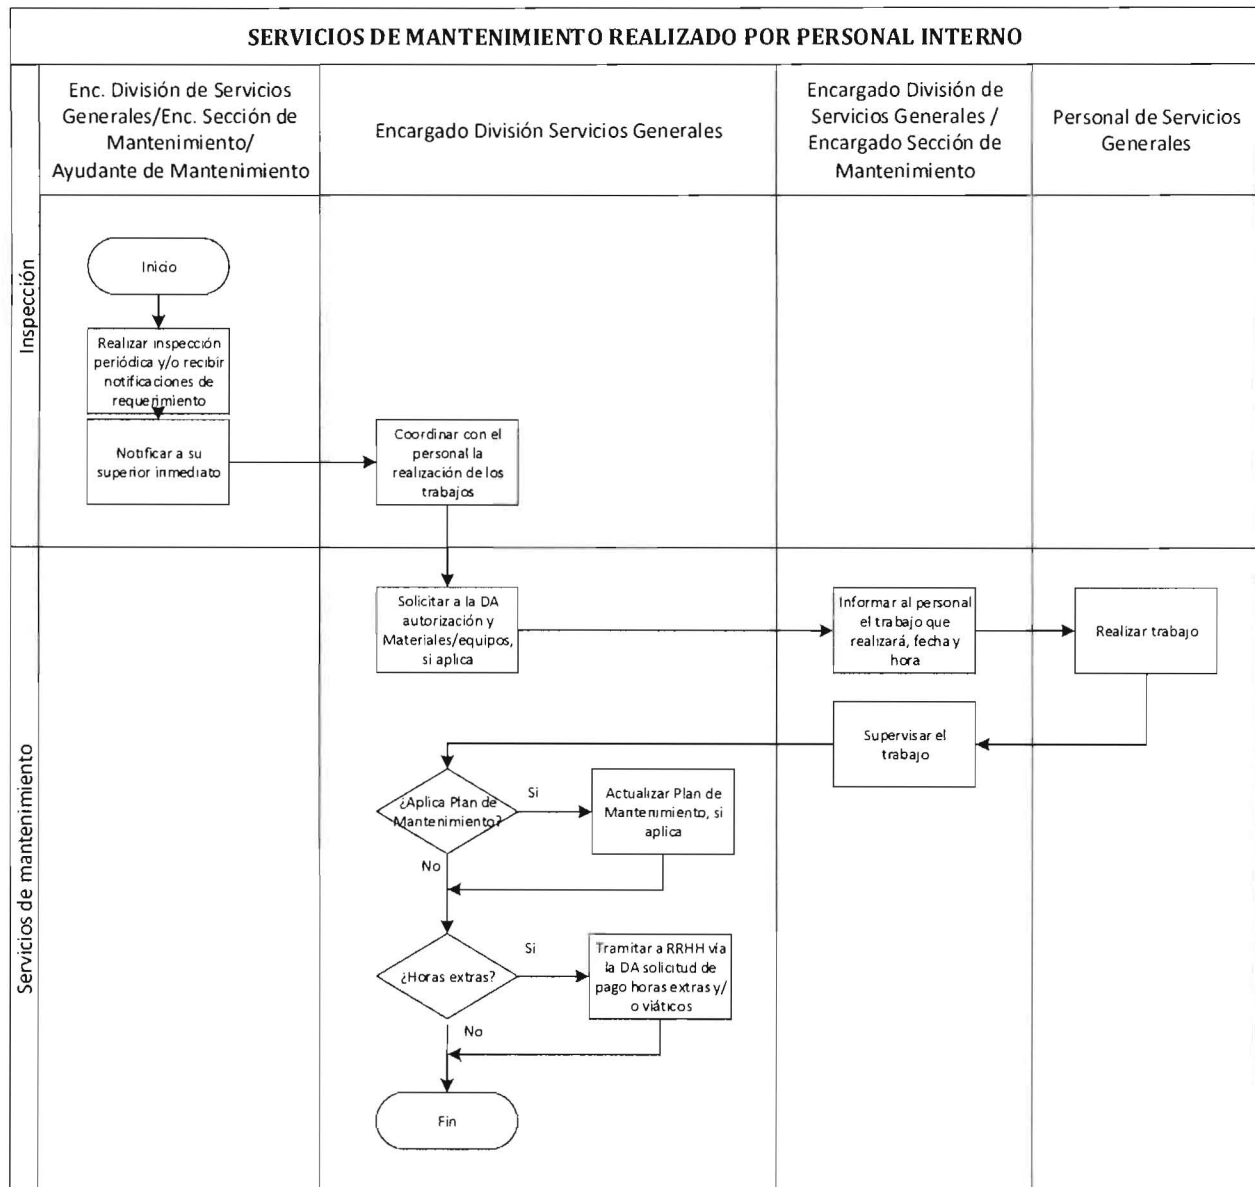 SERVICIOS DE MANTENIMIENTO REALIZADO POR PERSONAL INTERNO
Enc. División de Servicios
Generales/Enc. Sección de
Mantenimiento/
Ayudante de Mantenimiento
Encargado División Servicios Generales
Encargado División de
Servicios Generales /
Encargado Sección de
Mantenimiento
Personal de Servicios
Generales
Inspección
Inicio
Realizar inspección
periódica y/o recibir
notificaciones de
requerimiento
Notificar a su
superior inmediato
Coordinar con el
personal la
realización de los
trabajos
Servicios de mantenimiento
Solicitar a la DA
autorización y
Materiales/equipos,
si aplica
Informar al personal
el trabajo que
realizará, fecha y
hora
Realizar trabajo
Supervisar el
trabajo
¿Aplica Plan de
Mantenimiento?
Si
Actualizar Plan de
Mantenimiento, si
aplica
No
¿Horas extras?
Si
Tramitar a RRHH vía
la DA solicitud de
pago horas extras y/
o viáticos
No
Fin